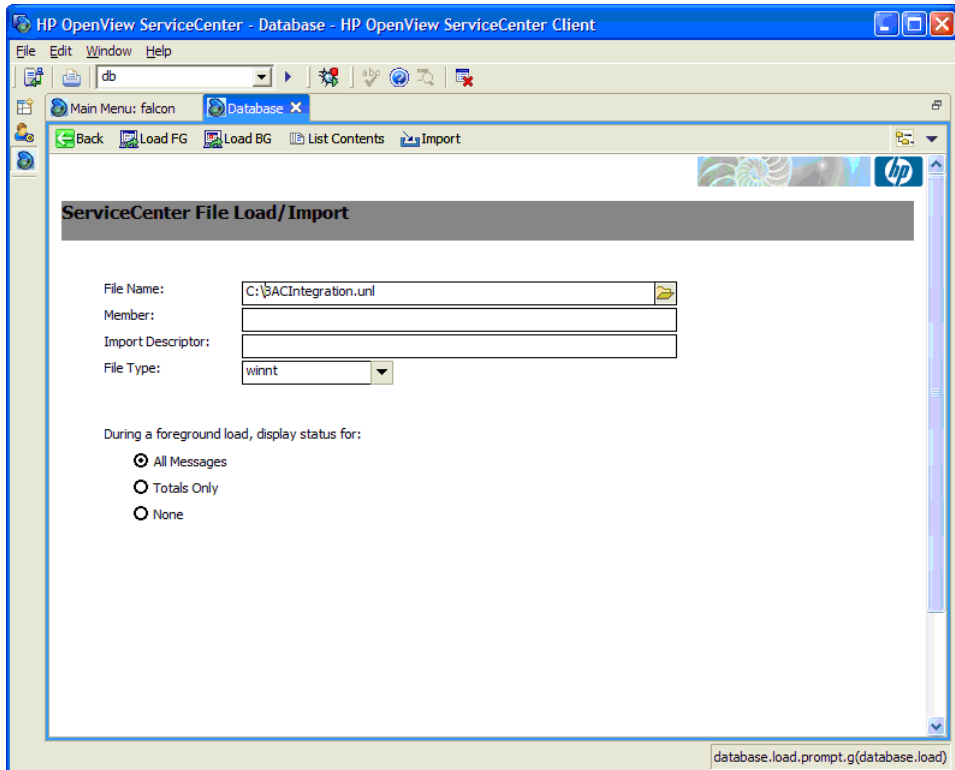 HP OpenView ServiceCenter - Database - HP OpenView ServiceCenter Client
File Edit Window Help
db
abc
Main Menu: falcon Database
Back Load FG Load BG List Contents Import
hp
ServiceCenter File Load/Import
File Name: C:\BACIntegration.unl
Member:
Import Descriptor:
File Type: winnt
During a foreground load, display status for:
All Messages
Totals Only
None
database.load.prompt.g(database.load)